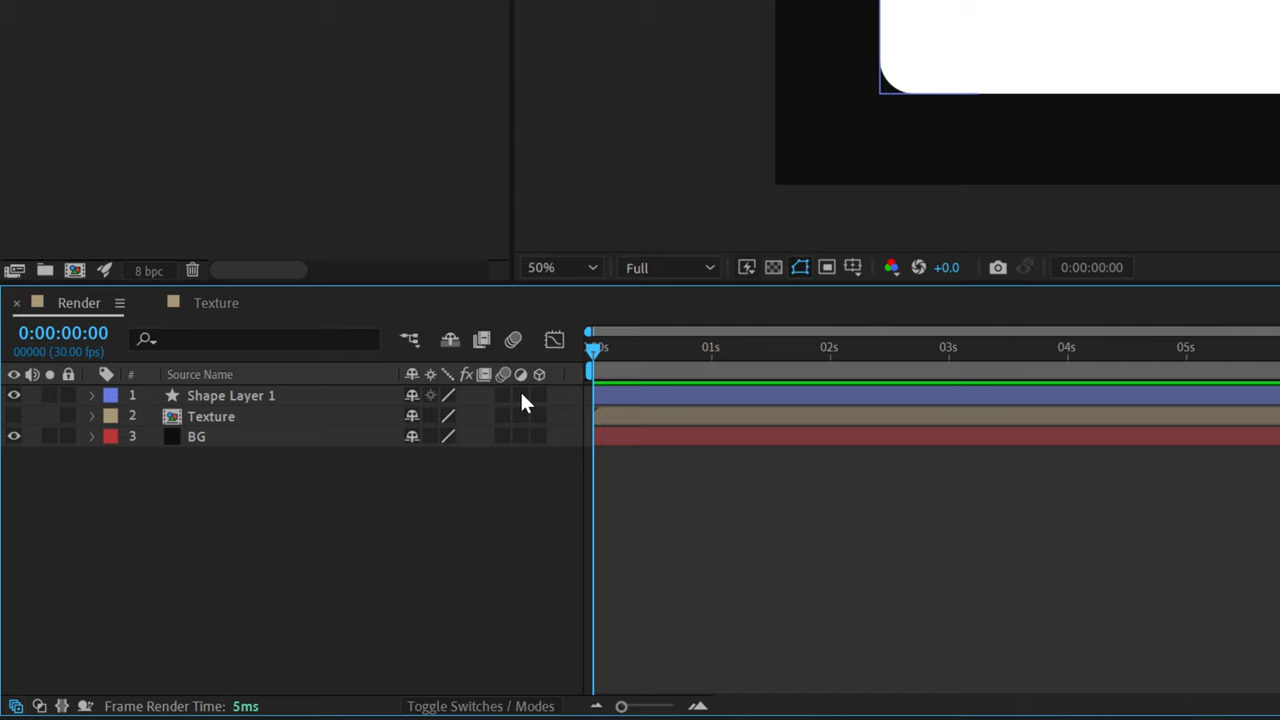 8 bpc
50% Full +0.0 0:00:00:00
Render Texture
0:00:00:00
00000 (30.00 fps)
01s 02s 03s 04s 05s
# Source Name fx
1 Shape Layer 1
2 Texture
3 BG
Frame Render Time: 5ms Toggle Switches / Modes